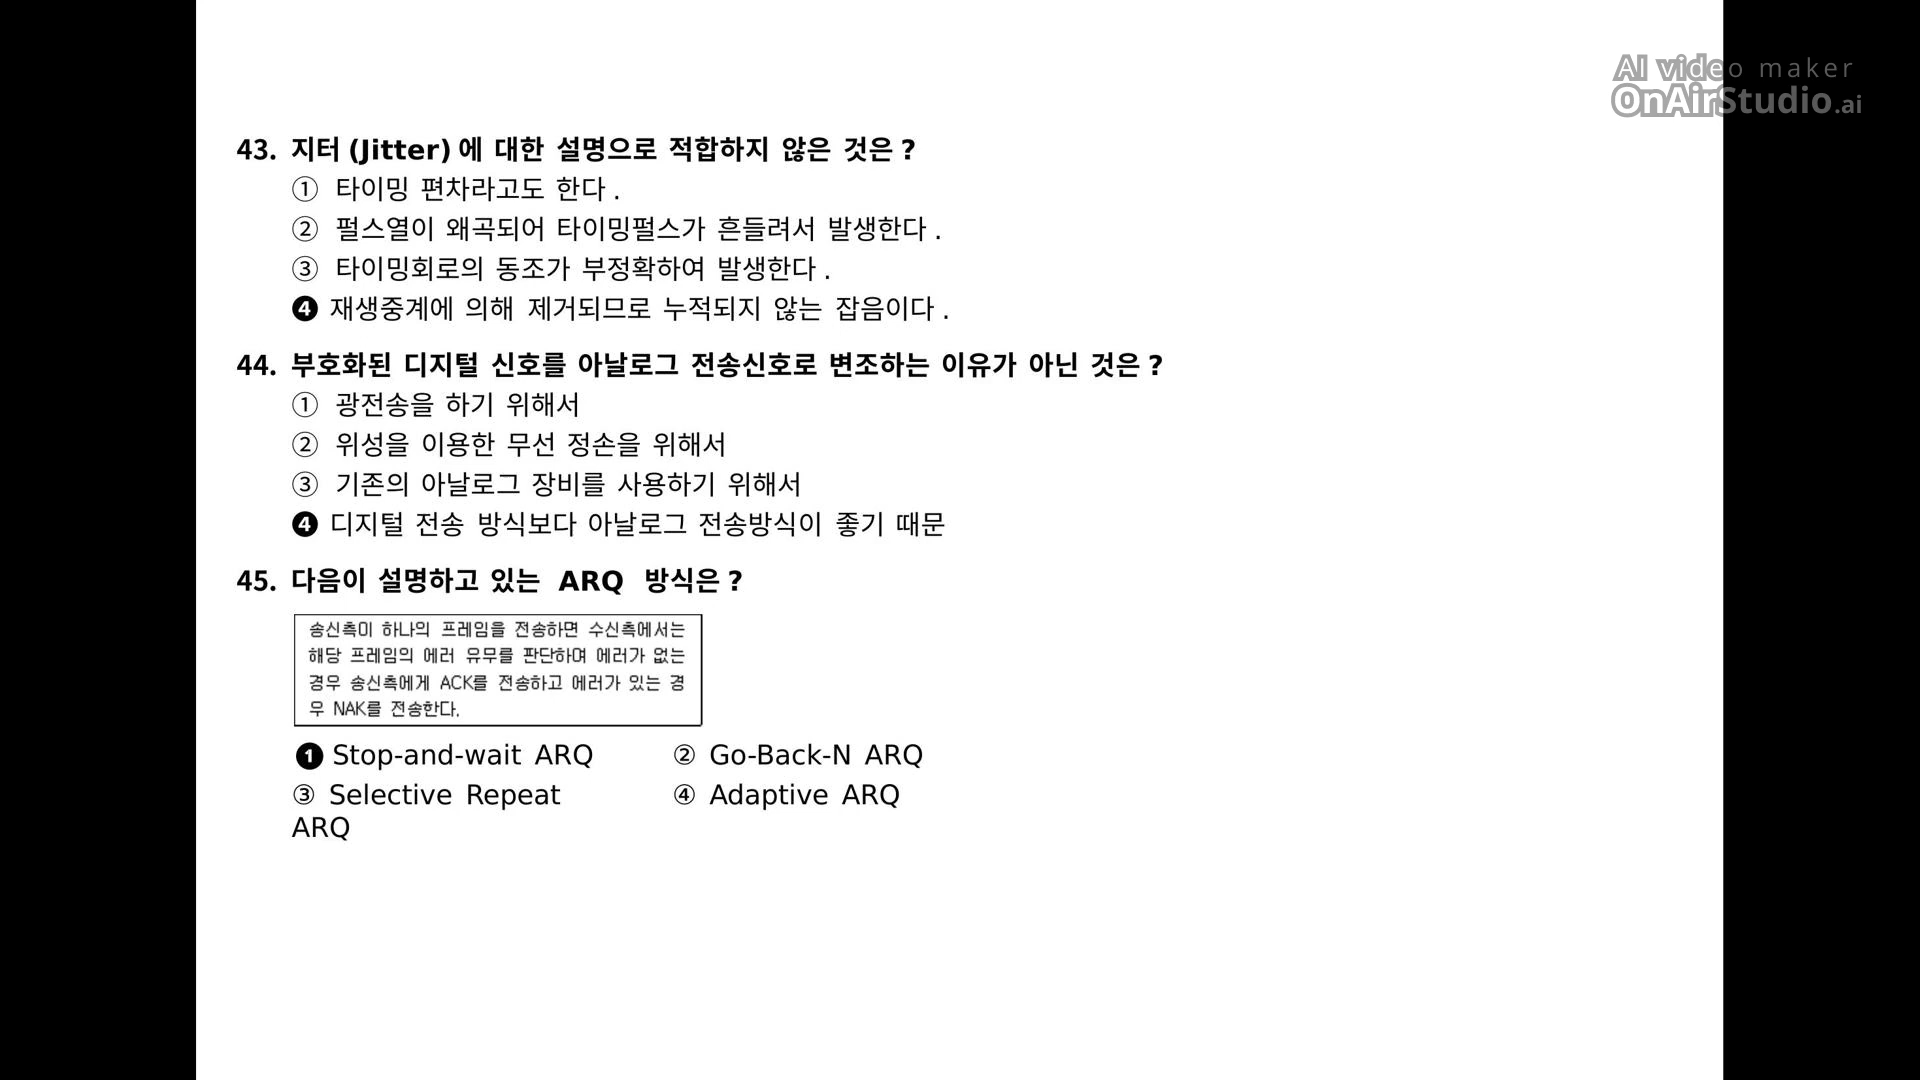 AI video maker
OnAirStudio.ai
43. 지터 (Jitter) 에 대한 설명으로 적합하지 않은 것은 ?
① 타이밍 편차라고도 한다 .
② 펄스열이 왜곡되어 타이밍펄스가 흔들려서 발생한다 .
③ 타이밍회로의 동조가 부정확하여 발생한다 .
❹ 재생중계에 의해 제거되므로 누적되지 않는 잡음이다 .
44. 부호화된 디지털 신호를 아날로그 전송신호로 변조하는 이유가 아닌 것은 ?
① 광전송을 하기 위해서
② 위성을 이용한 무선 정손을 위해서
③ 기존의 아날로그 장비를 사용하기 위해서
❹ 디지털 전송 방식보다 아날로그 전송방식이 좋기 때문
45. 다음이 설명하고 있는 ARQ 방식은 ?
송신측이 하나의 프레임을 전송하면 수신측에서는
해당 프레임의 에러 유무를 판단하여 에러가 없는
경우 송신측에게 ACK를 전송하고 에러가 있는 경
우 NAK를 전송한다.
❶ Stop-and-wait ARQ ② Go-Back-N ARQ
③ Selective Repeat ④ Adaptive ARQ
ARQ